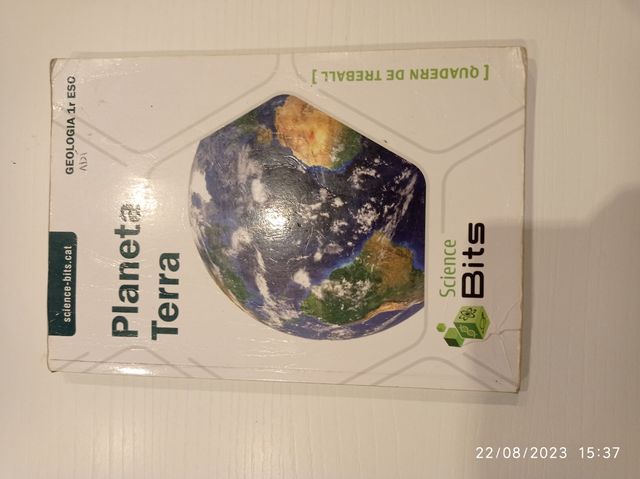 science-bits.cat
GEOLOGIA 1r ESO
Planeta
Terra
[ QUADERN DE TREBALL ]
Science
Bits
22/08/2023 15:37